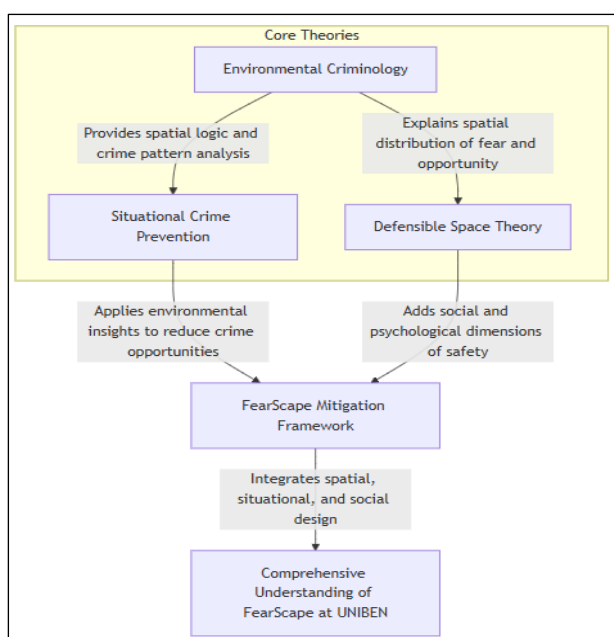 Core Theories
Environmental Criminology
Provides spatial logic and
crime pattern analysis
Explains spatial
distribution of fear and
opportunity
Situational Crime
Prevention
Defensible Space Theory
Applies environmental
insights to reduce crime
opportunities
Adds social and
psychological dimensions
of safety
FearScape Mitigation
Framework
Integrates spatial,
situational, and social
design
Comprehensive
Understanding of
FearScape at UNIBEN